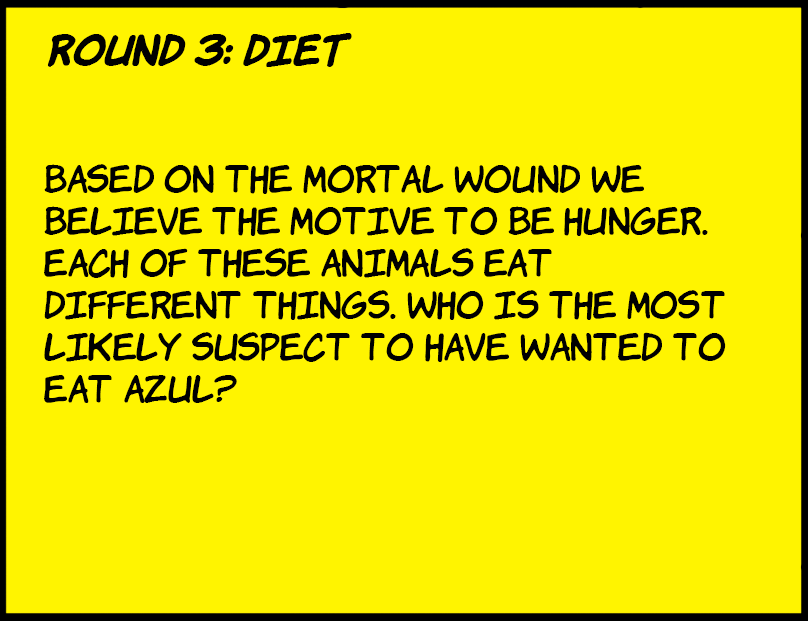 ROUND 3: DIET
BASED ON THE MORTAL WOUND WE
BELIEVE THE MOTIVE TO BE HUNGER.
EACH OF THESE ANIMALS EAT
DIFFERENT THINGS. WHO IS THE MOST
LIKELY SUSPECT TO HAVE WANTED TO
EAT AZUL?